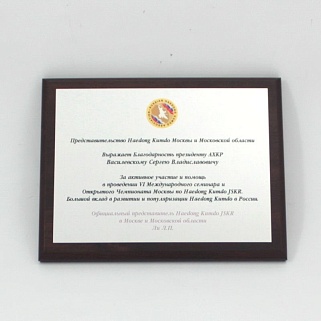 Представительство Haedong Kumdo Москвы и Московской области
Выражает Благодарность президенту АХКР
Василевскому Сергею Владиславовичу
За активное участие и помощь
в проведении VI Международного семинара и
Открытого Чемпионата Москвы по Haedong Kumdo JSKR.
Большой вклад в развитии и популяризации Haedong Kumdo в России.
Официальный представитель Haedong Kumdo JSKR
в Москве и Московской области